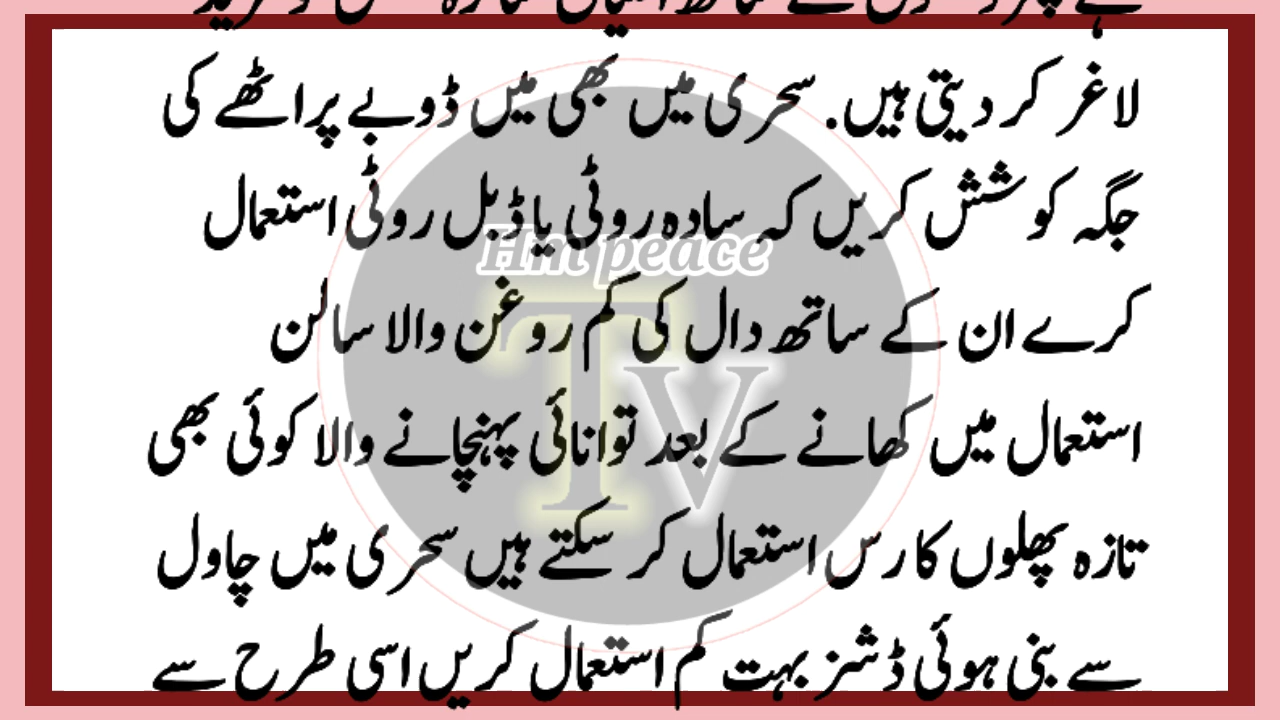 لاغر کر دیتی ہیں. سحری میں بھی میں ڈوبے پراٹھے کی
جگہ کوشش کریں کہ سادہ روٹی یا ڈبل روٹی استعمال
Hm peace
کرے ان کے ساتھ دال کی کم روغن والا سالن
TV
استعمال میں کھانے کے بعد توانائی پہنچانے والا کوئی بھی
تازہ پھلوں کا رس استعمال کر سکتے ہیں سحری میں چاول
سے بنی ہوئی ڈشز بہت کم استعمال کریں اسی طرح سے